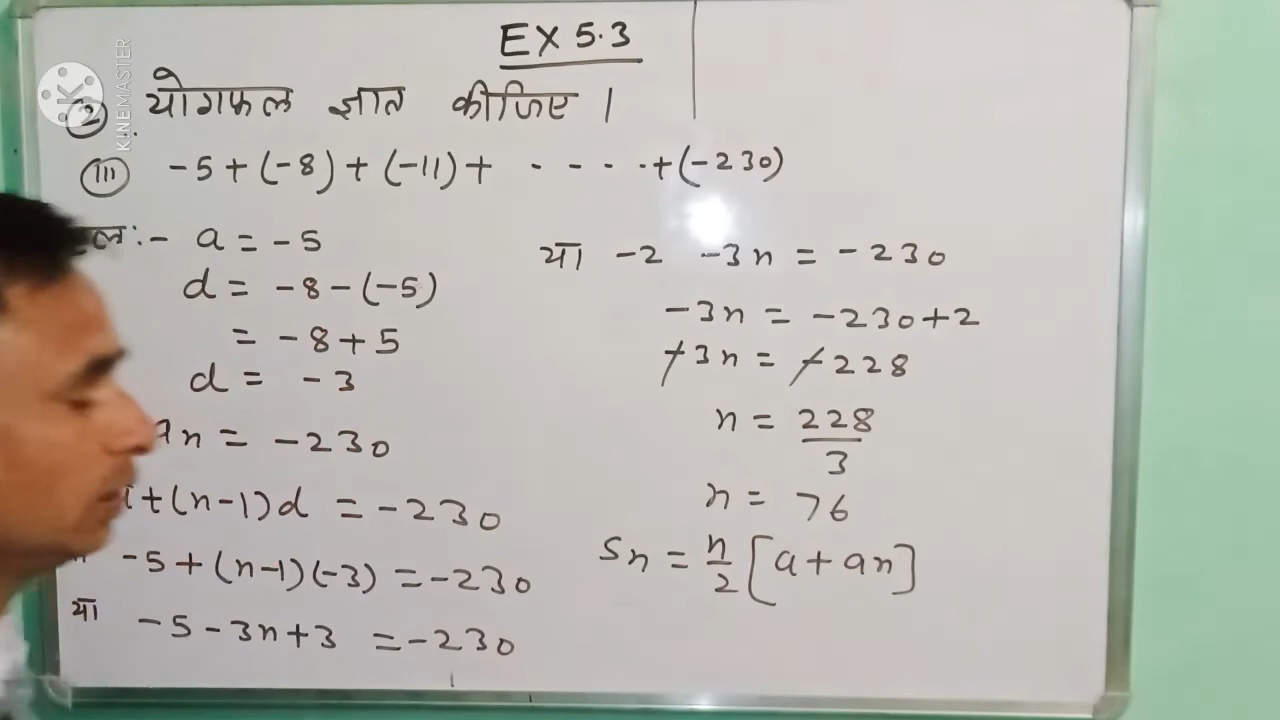 EX 5.3
② योगफल ज्ञात कीजिए।
KINEMASTER
(III) -5+(-8)+(-11)+ - - - .+(-230)
हल:- a = -5
d = -8-(-5)
= -8+5
d = -3
an = -230
+(n-1)d = -230
-5+(n-1)(-3) = -230
या -5-3n+3 = -230
या -2 -3n = -230
-3n = -230+2
-3n = -228
n = 228/3
n = 76
Sn = n/2 [a+an]